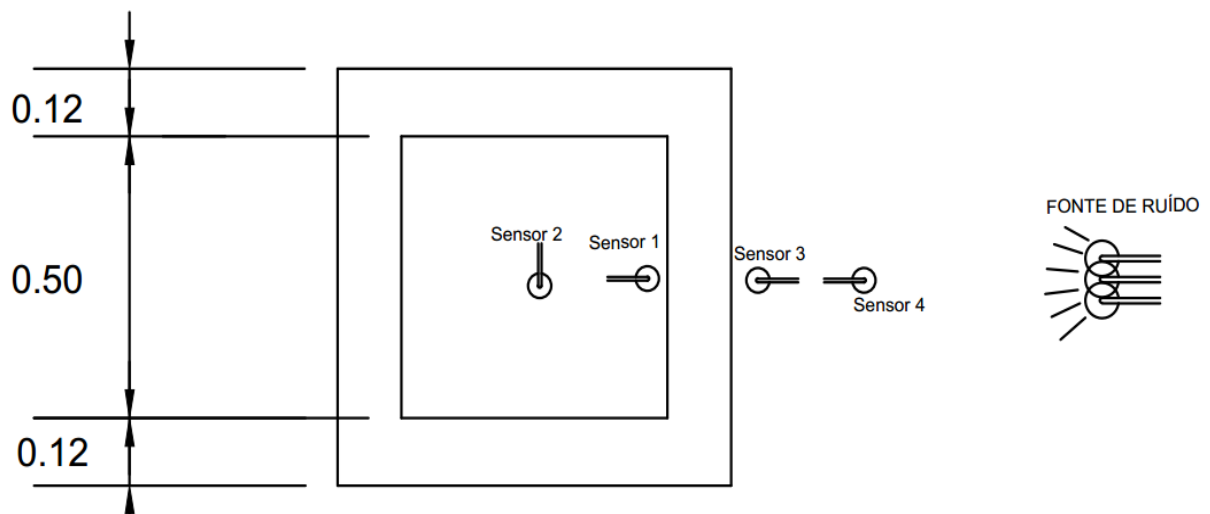 0.12
0.50
0.12
Sensor 2
Sensor 1
Sensor 3
Sensor 4
FONTE DE RUÍDO